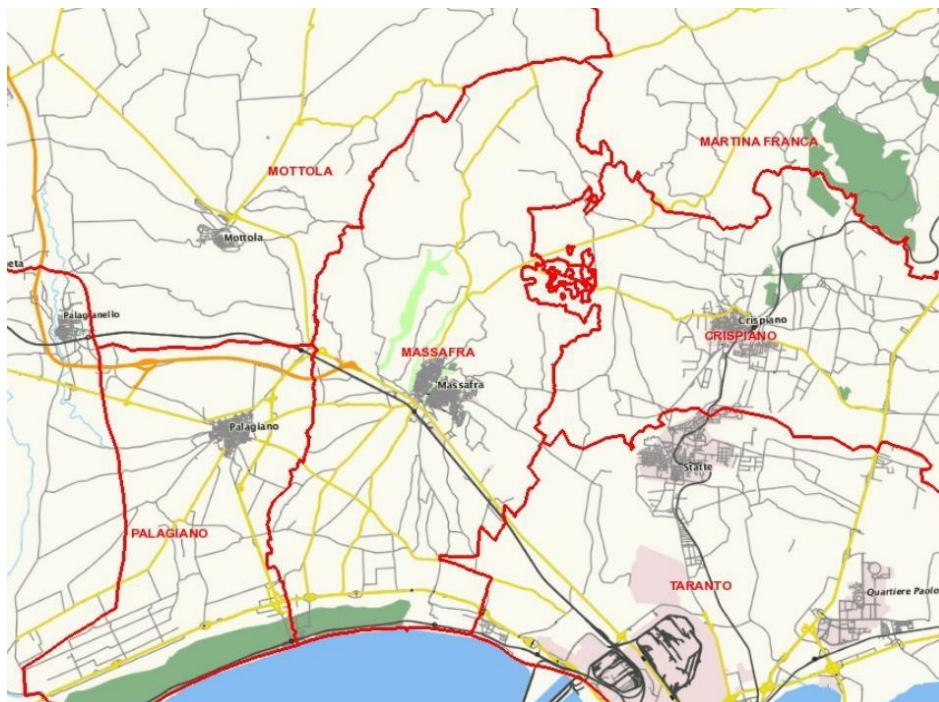 MARTINA FRANCA
MOTTOLA
Mottola
Palagianello
Crispiano
CRISPIANO
MASSAFRA
Massafra
Palagiano
Statte
PALAGIANO
TARANTO
Quartiere Paolo